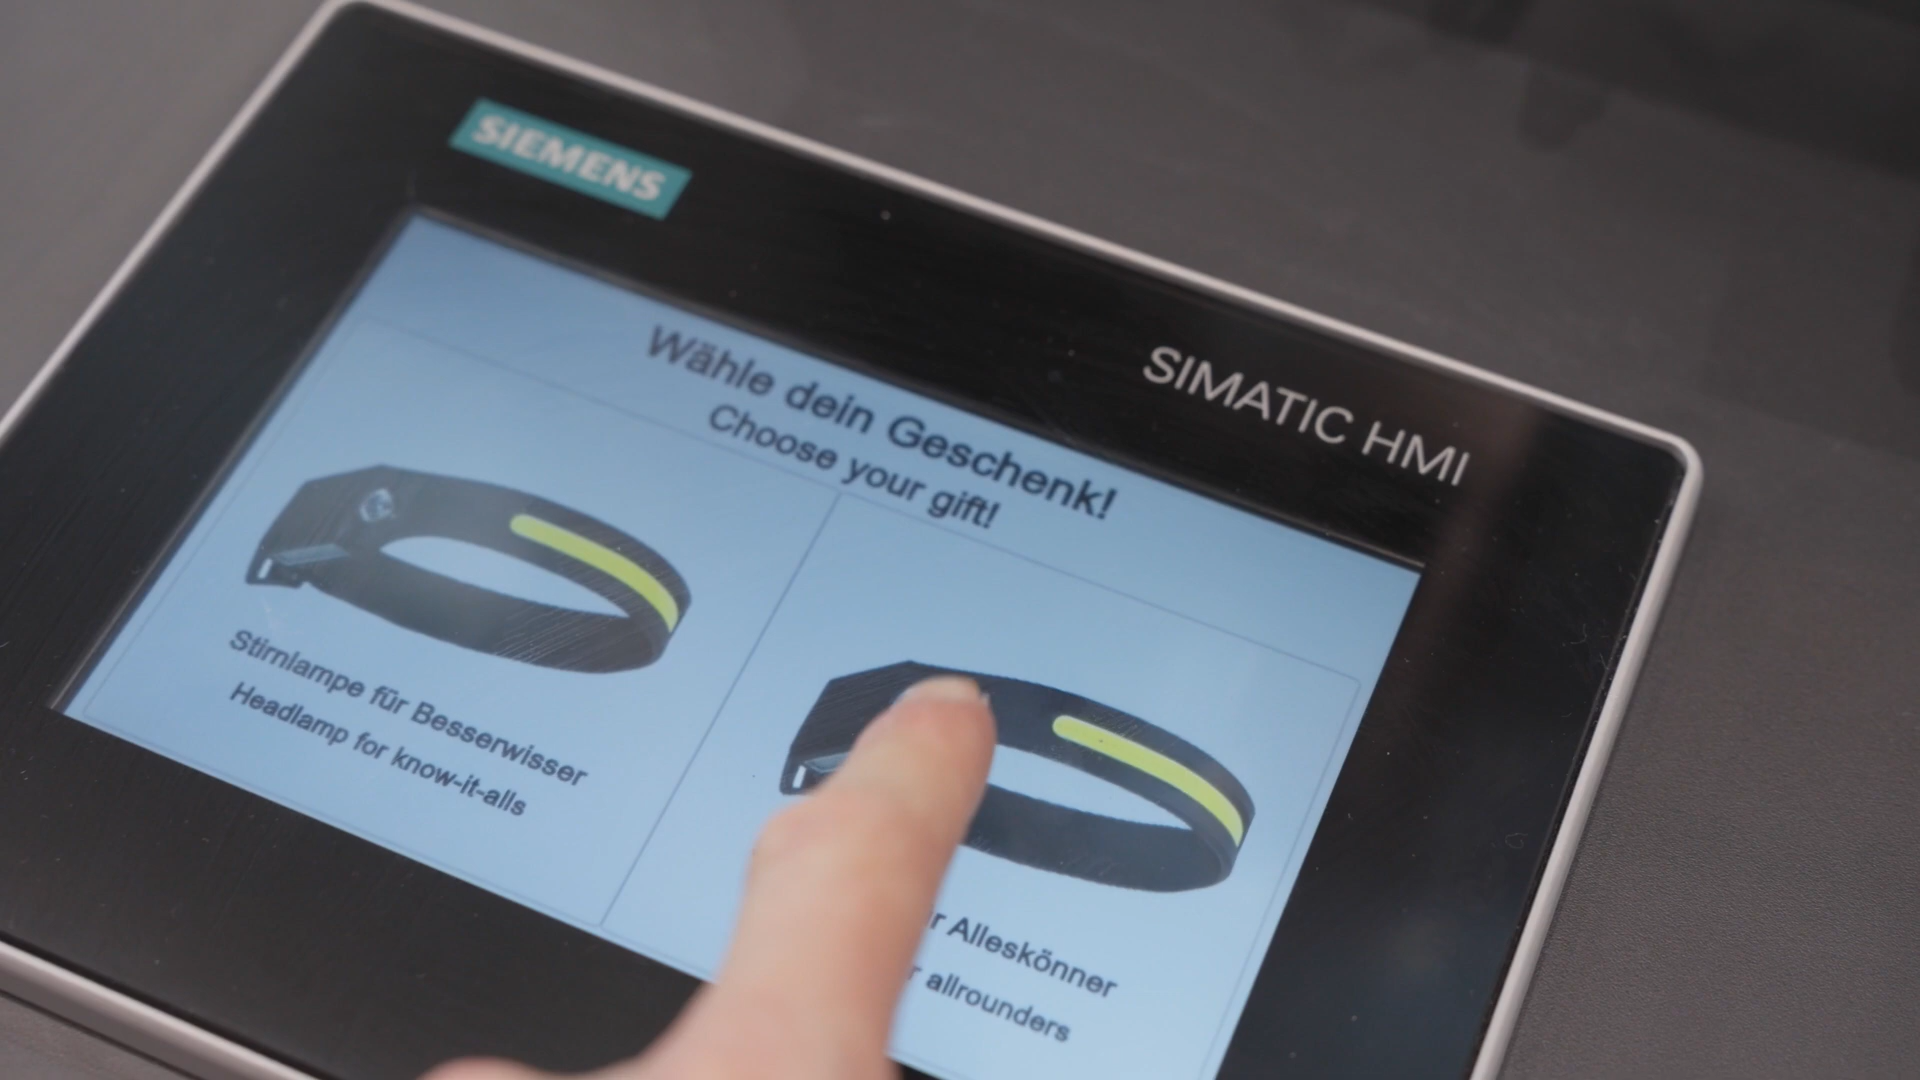 SIEMENS
SIMATIC HMI
Wähle dein Geschenk!
Choose your gift!
Stirnlampe für Besserwisser
Headlamp for know-it-alls
Alleskönner
allrounders